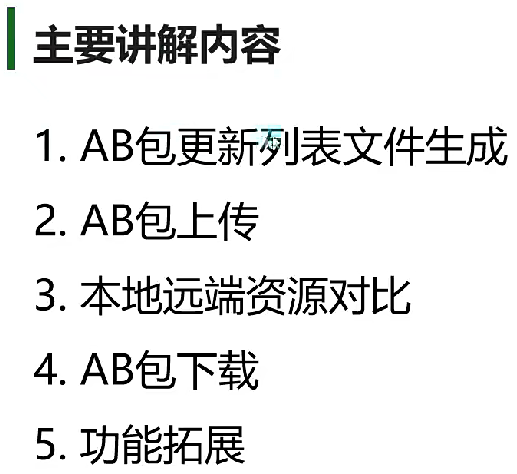 主要讲解内容
1. AB包更新列表文件生成
2. AB包上传
3. 本地远端资源对比
4. AB包下载
5. 功能拓展